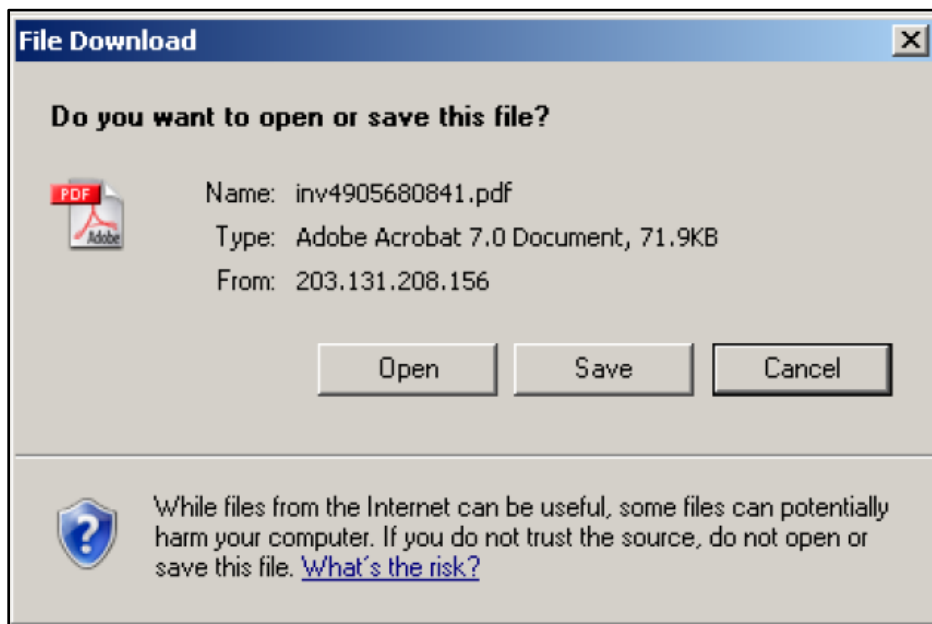 File Download
Do you want to open or save this file?
PDF
Adobe
Name: inv4905680841.pdf
Type: Adobe Acrobat 7.0 Document, 71.9KB
From: 203.131.208.156
Open Save Cancel
While files from the Internet can be useful, some files can potentially
harm your computer. If you do not trust the source, do not open or
save this file. What's the risk?